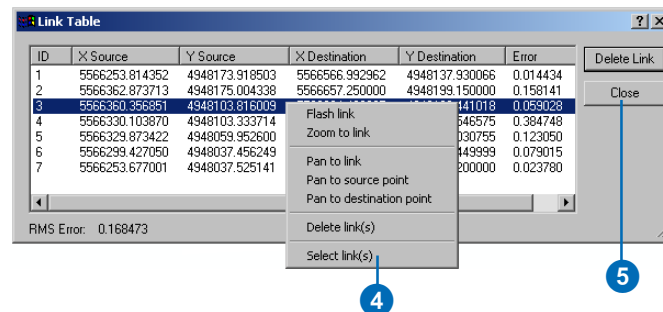 Link Table
ID X Source Y Source X Destination Y Destination Error
1 5566253.814352 4948173.918503 5566566.992962 4948137.930066 0.014434
2 5566362.873713 4948175.004338 5566657.250000 4948199.150000 0.158141
3 5566360.356851 4948103.816009 441018 0.059028
4 5566330.103870 4948103.333714 546575 0.384748
5 5566329.873422 4948059.952600 030755 0.123050
6 5566299.427050 4948037.456249 449999 0.079015
7 5566253.677001 4948037.525141 200000 0.023780
RMS Error: 0.168473
Flash link
Zoom to link
Pan to link
Pan to source point
Pan to destination point
Delete link(s)
Select link(s)
Delete Link
Close
4
5